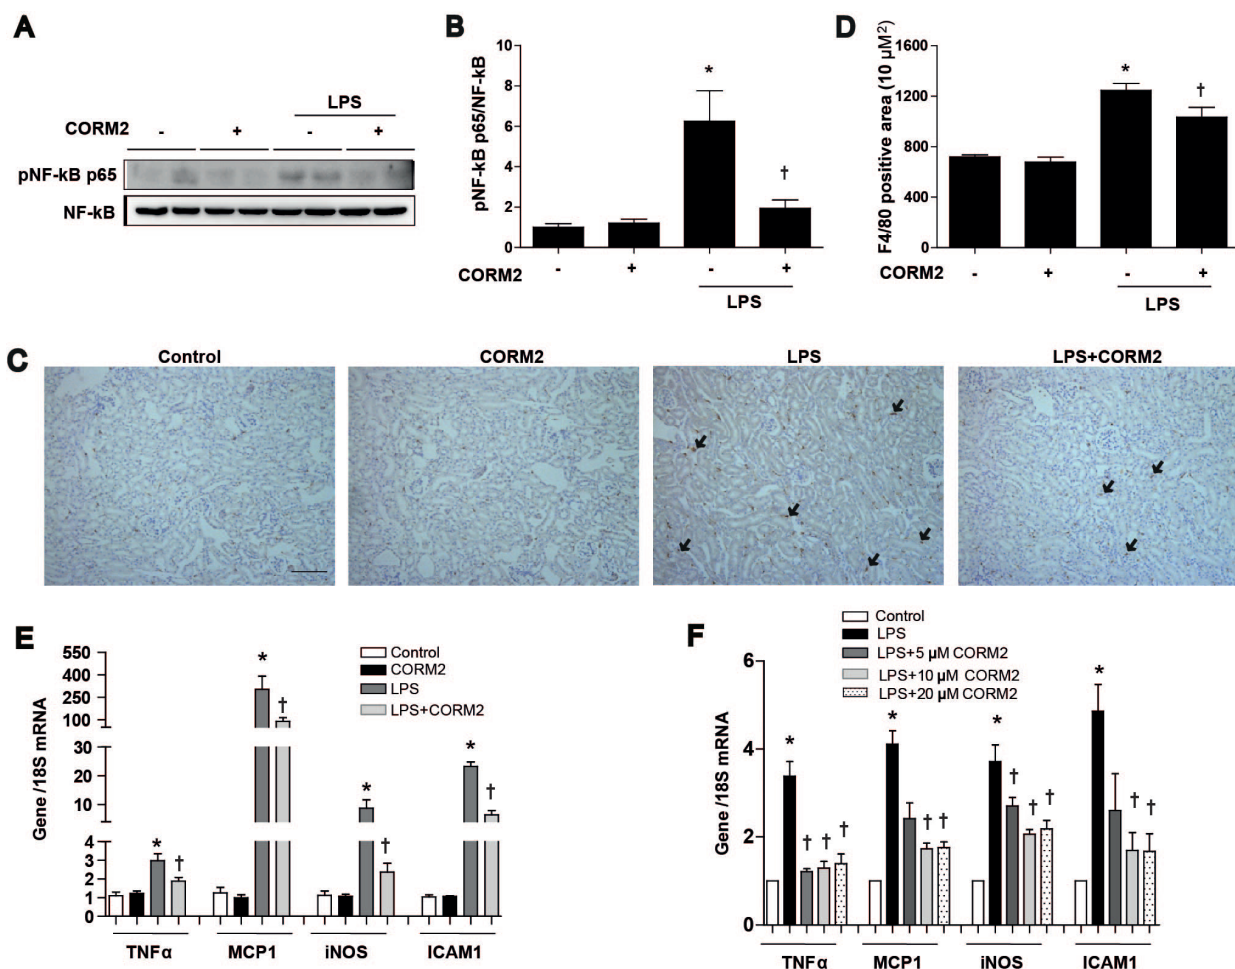 A
LPS
CORM2 - + - +
pNF-kB p65
NF-kB
B
pNF-kB p65/NF-kB
10
8
6
4
2
0
*
†
CORM2 - + - +
LPS
D
F4/80 positive area (10 µM²)
1600
1200
800
400
0
*
†
CORM2 - + - +
LPS
C
Control CORM2 LPS LPS+CORM2
E
Gene /18S mRNA
550
400
250
100
30
20
10
4
3
2
1
0
* † * † * † * †
Control
CORM2
LPS
LPS+CORM2
TNFα MCP1 iNOS ICAM1
F
Control
LPS
LPS+5 µM CORM2
LPS+10 µM CORM2
LPS+20 µM CORM2
Gene /18S mRNA
6
4
2
0
* † † † * † † * † † † * † †
TNFα MCP1 iNOS ICAM1